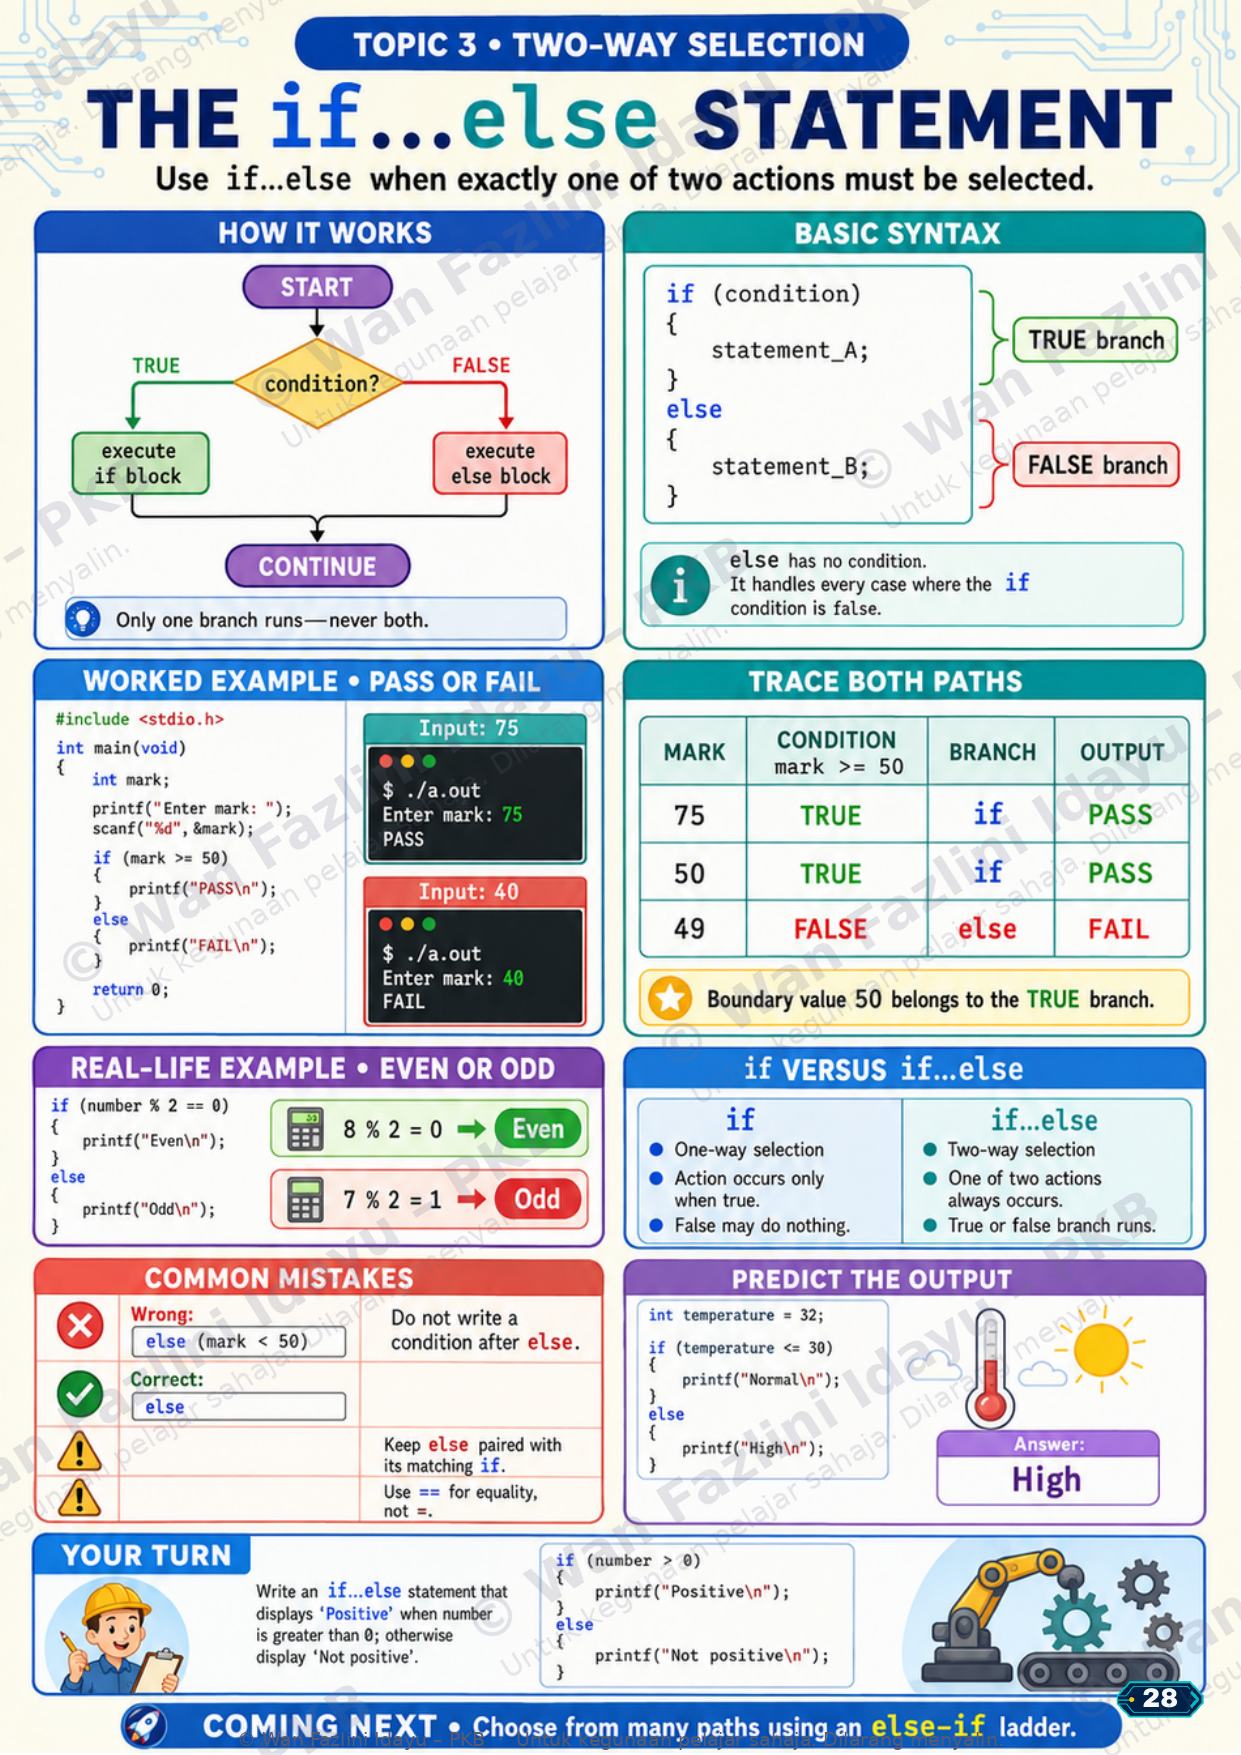 TOPIC 3 • TWO-WAY SELECTION
THE if...else STATEMENT
Use if...else when exactly one of two actions must be selected.
HOW IT WORKS
START
TRUE
FALSE
condition?
execute
if block
execute
else block
CONTINUE
Only one branch runs—never both.
BASIC SYNTAX
if (condition)
{
statement_A;
}
else
{
statement_B;
}
TRUE branch
FALSE branch
i
else has no condition.
It handles every case where the if
condition is false.
WORKED EXAMPLE • PASS OR FAIL
#include <stdio.h>
int main(void)
{
int mark;
printf("Enter mark: ");
scanf("%d", &mark);
if (mark >= 50)
{
printf("PASS\n");
}
else
{
printf("FAIL\n");
}
return 0;
}
Input: 75
$ ./a.out
Enter mark: 75
PASS
Input: 40
$ ./a.out
Enter mark: 40
FAIL
TRACE BOTH PATHS
MARK CONDITION mark >= 50 BRANCH OUTPUT
75 TRUE if PASS
50 TRUE if PASS
49 FALSE else FAIL
Boundary value 50 belongs to the TRUE branch.
REAL-LIFE EXAMPLE • EVEN OR ODD
if (number % 2 == 0)
{
printf("Even\n");
}
else
{
printf("Odd\n");
}
8 % 2 = 0 → Even
7 % 2 = 1 → Odd
if VERSUS if...else
if
• One-way selection
• Action occurs only
when true.
• False may do nothing.
if...else
• Two-way selection
• One of two actions
always occurs.
• True or false branch runs.
COMMON MISTAKES
Wrong:
else (mark < 50)
Do not write a
condition after else.
Correct:
else
Keep else paired with
its matching if.
Use == for equality,
not =.
PREDICT THE OUTPUT
int temperature = 32;
if (temperature <= 30)
{
printf("Normal\n");
}
else
{
printf("High\n");
}
Answer:
High
YOUR TURN
Write an if...else statement that
displays ‘Positive’ when number
is greater than 0; otherwise
display ‘Not positive’.
if (number > 0)
{
printf("Positive\n");
}
else
{
printf("Not positive\n");
}
28
COMING NEXT • Choose from many paths using an else-if ladder.
© Wan Fazlini Idayu – PKB Untuk kegunaan pelajar sahaja. Dilarang menyalin.